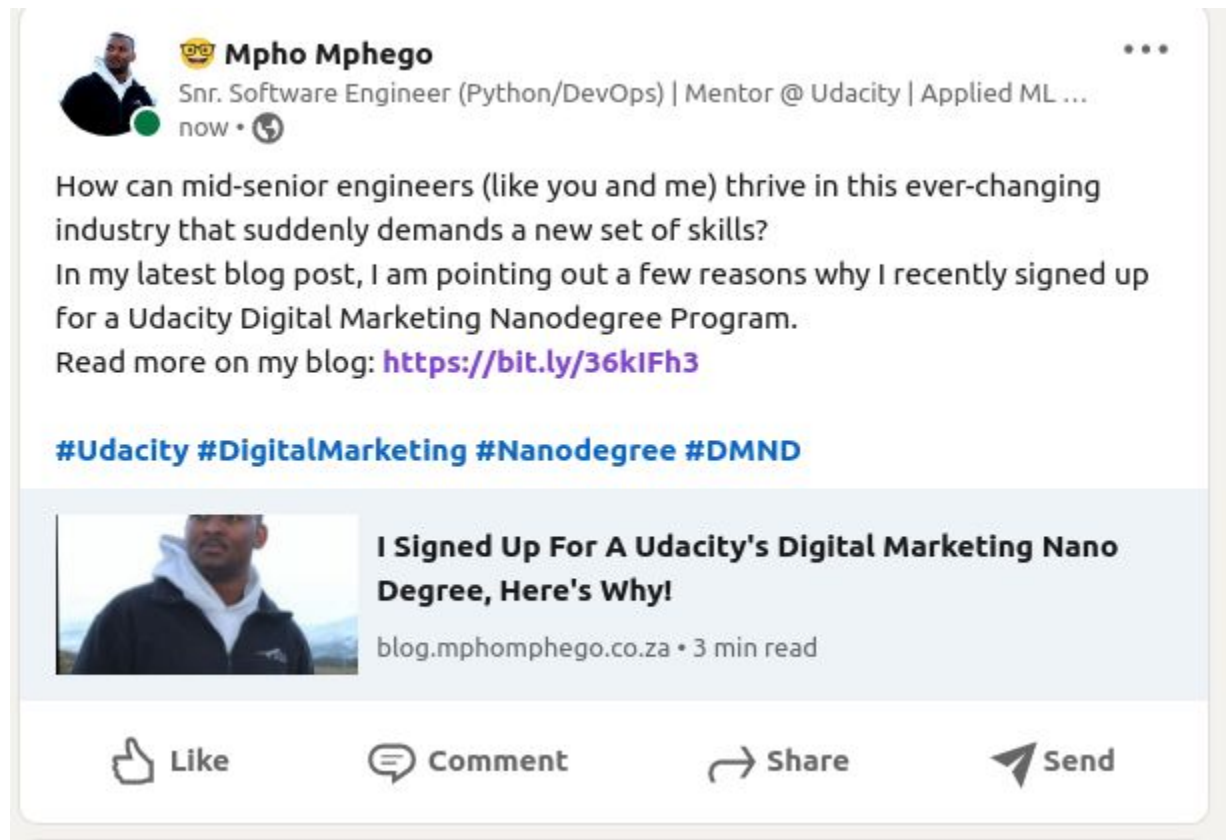 🤓 Mpho Mphego
Snr. Software Engineer (Python/DevOps) | Mentor @ Udacity | Applied ML ...
now •
How can mid-senior engineers (like you and me) thrive in this ever-changing
industry that suddenly demands a new set of skills?
In my latest blog post, I am pointing out a few reasons why I recently signed up
for a Udacity Digital Marketing Nanodegree Program.
Read more on my blog: https://bit.ly/36kIFh3
#Udacity #DigitalMarketing #Nanodegree #DMND
I Signed Up For A Udacity's Digital Marketing Nano
Degree, Here's Why!
blog.mphomphego.co.za • 3 min read
Like Comment Share Send